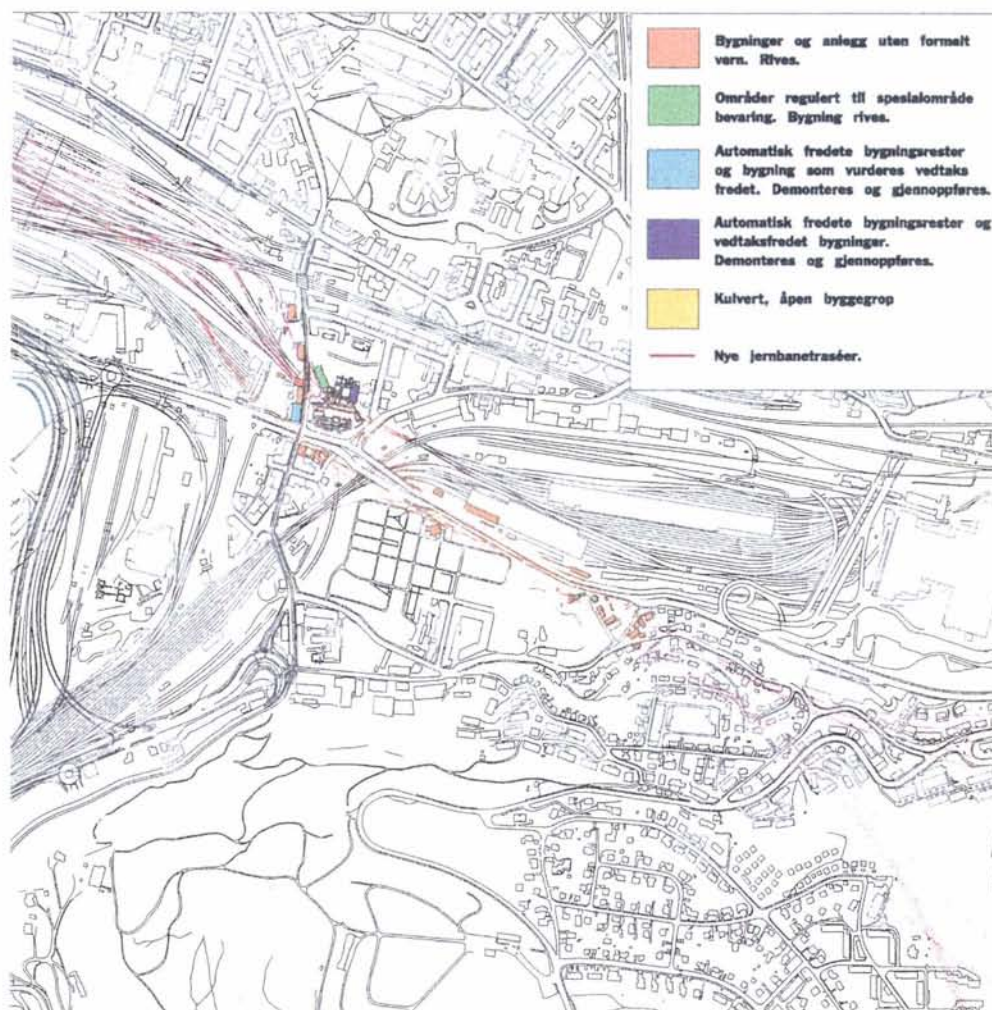 Bygninger og anlegg uten formelt
vern. Rives.
Områder regulert til spesialområde
bevaring. Bygning rives.
Automatisk fredete bygningsrester
og bygning som vurderes vedtaks
fredet. Demonteres og gjennoppføres.
Automatisk fredete bygningsrester og
vedtaksfredet bygninger.
Demonteres og gjennoppføres.
Kulvert, åpen byggegrop
Nye jernbanetraséer.